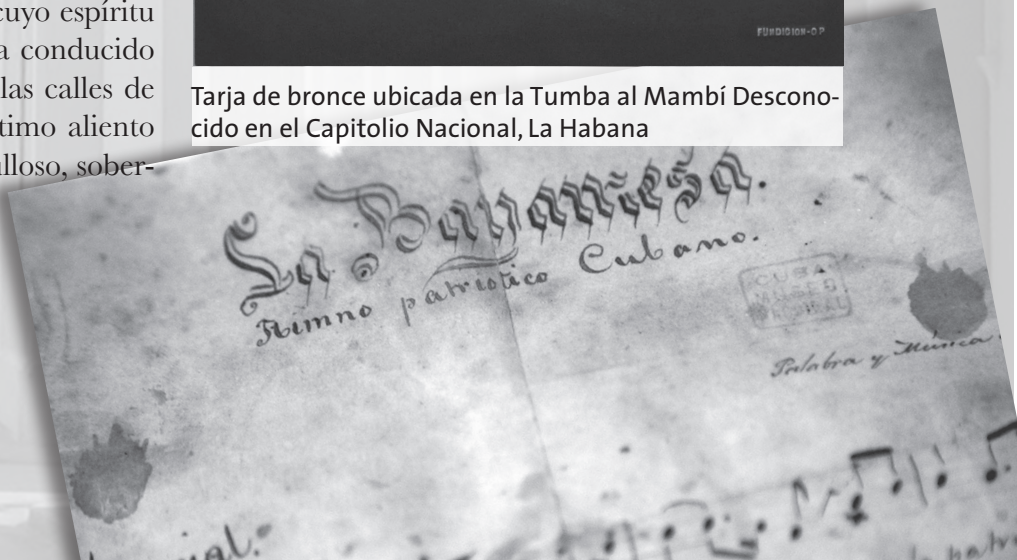 cuyo espíritu
a conducido
las calles de
timo aliento
lloso, sober-
FUNDICION-O.P
Tarja de bronce ubicada en la Tumba al Mambí Descono-
cido en el Capitolio Nacional, La Habana
La Bayamesa.
Himno patriotico Cubano.
CUBA
MUSEO
Palabra y Música